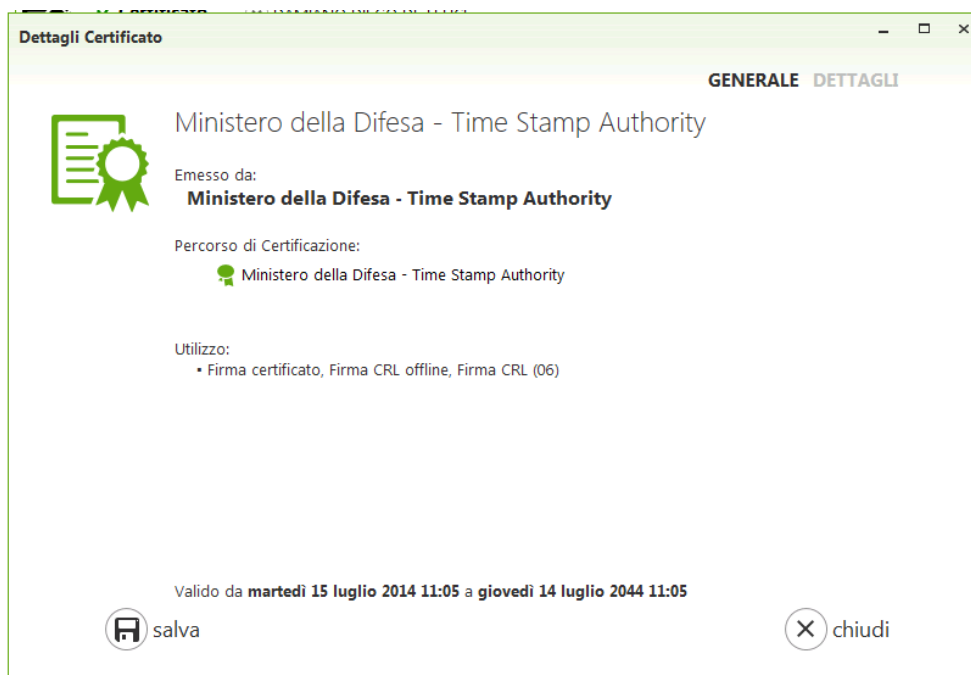 Certificato
Dettagli Certificato
GENERALE DETTAGLI
Ministero della Difesa - Time Stamp Authority
Emesso da:
Ministero della Difesa - Time Stamp Authority
Percorso di Certificazione:
Ministero della Difesa - Time Stamp Authority
Utilizzo:
• Firma certificato, Firma CRL offline, Firma CRL (06)
Valido da martedì 15 luglio 2014 11:05 a giovedì 14 luglio 2044 11:05
salva
chiudi